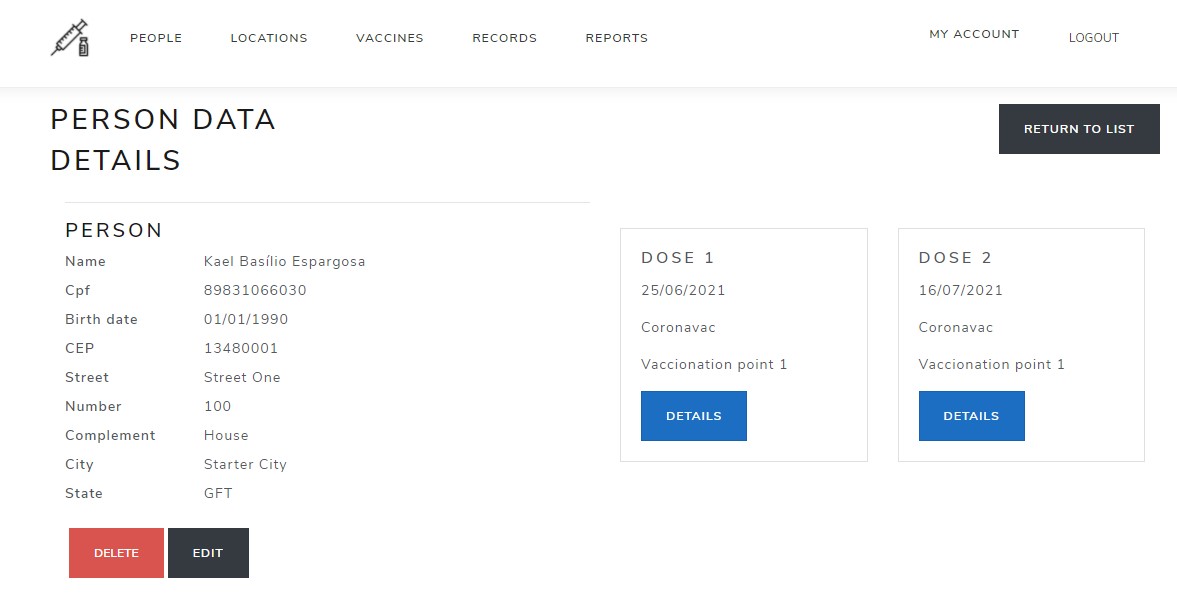 PEOPLE LOCATIONS VACCINES RECORDS REPORTS MY ACCOUNT LOGOUT
PERSON DATA
DETAILS
RETURN TO LIST
PERSON
Name Kael Basílio Espargosa
Cpf 89831066030
Birth date 01/01/1990
CEP 13480001
Street Street One
Number 100
Complement House
City Starter City
State GFT
DELETE EDIT
DOSE 1
25/06/2021
Coronavac
Vaccionation point 1
DETAILS
DOSE 2
16/07/2021
Coronavac
Vaccionation point 1
DETAILS